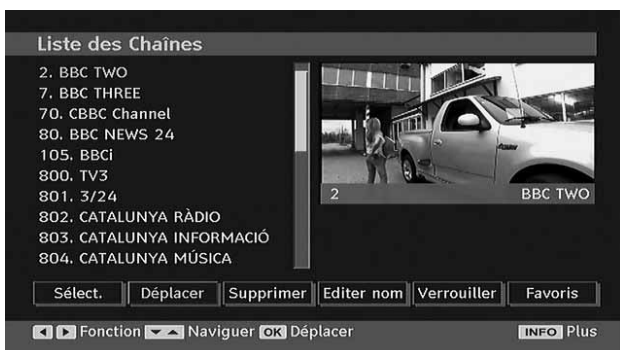 Liste des Chaînes
2. BBC TWO
7. BBC THREE
70. CBBC Channel
80. BBC NEWS 24
105. BBCi
800. TV3
801. 3/24
802. CATALUNYA RÀDIO
803. CATALUNYA INFORMACIÓ
804. CATALUNYA MÚSICA
2 BBC TWO
Sélect. Déplacer Supprimer Editer nom Verrouiller Favoris
Fonction Naviguer OK Déplacer INFO Plus